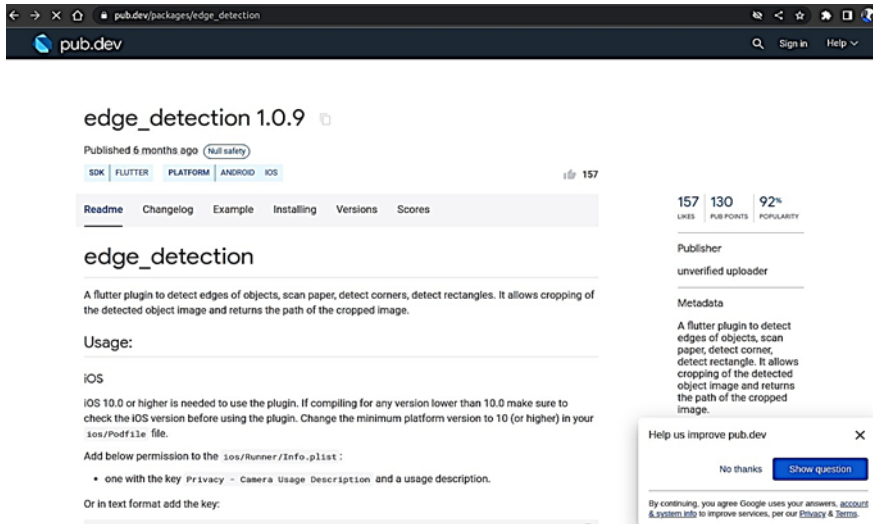 pub.dev/packages/edge_detection
pub.dev
Sign in Help
edge_detection 1.0.9
Published 6 months ago Null safety
SDK FLUTTER PLATFORM ANDROID IOS
157
Readme Changelog Example Installing Versions Scores
edge_detection
A flutter plugin to detect edges of objects, scan paper, detect corners, detect rectangles. It allows cropping of
the detected object image and returns the path of the cropped image.
Usage:
iOS
iOS 10.0 or higher is needed to use the plugin. If compiling for any version lower than 10.0 make sure to
check the iOS version before using the plugin. Change the minimum platform version to 10 (or higher) in your
ios/Podfile file.
Add below permission to the ios/Runner/Info.plist :
• one with the key Privacy - Camera Usage Description and a usage description.
Or in text format add the key:
157 130 92%
LIKES PUB POINTS POPULARITY
Publisher
unverified uploader
Metadata
A flutter plugin to detect
edges of objects, scan
paper, detect corner,
detect rectangle. It allows
cropping of the detected
object image and returns
the path of the cropped
image.
Help us improve pub.dev
No thanks Show question
By continuing, you agree Google uses your answers, account
& system info to improve services, per our Privacy & Terms.